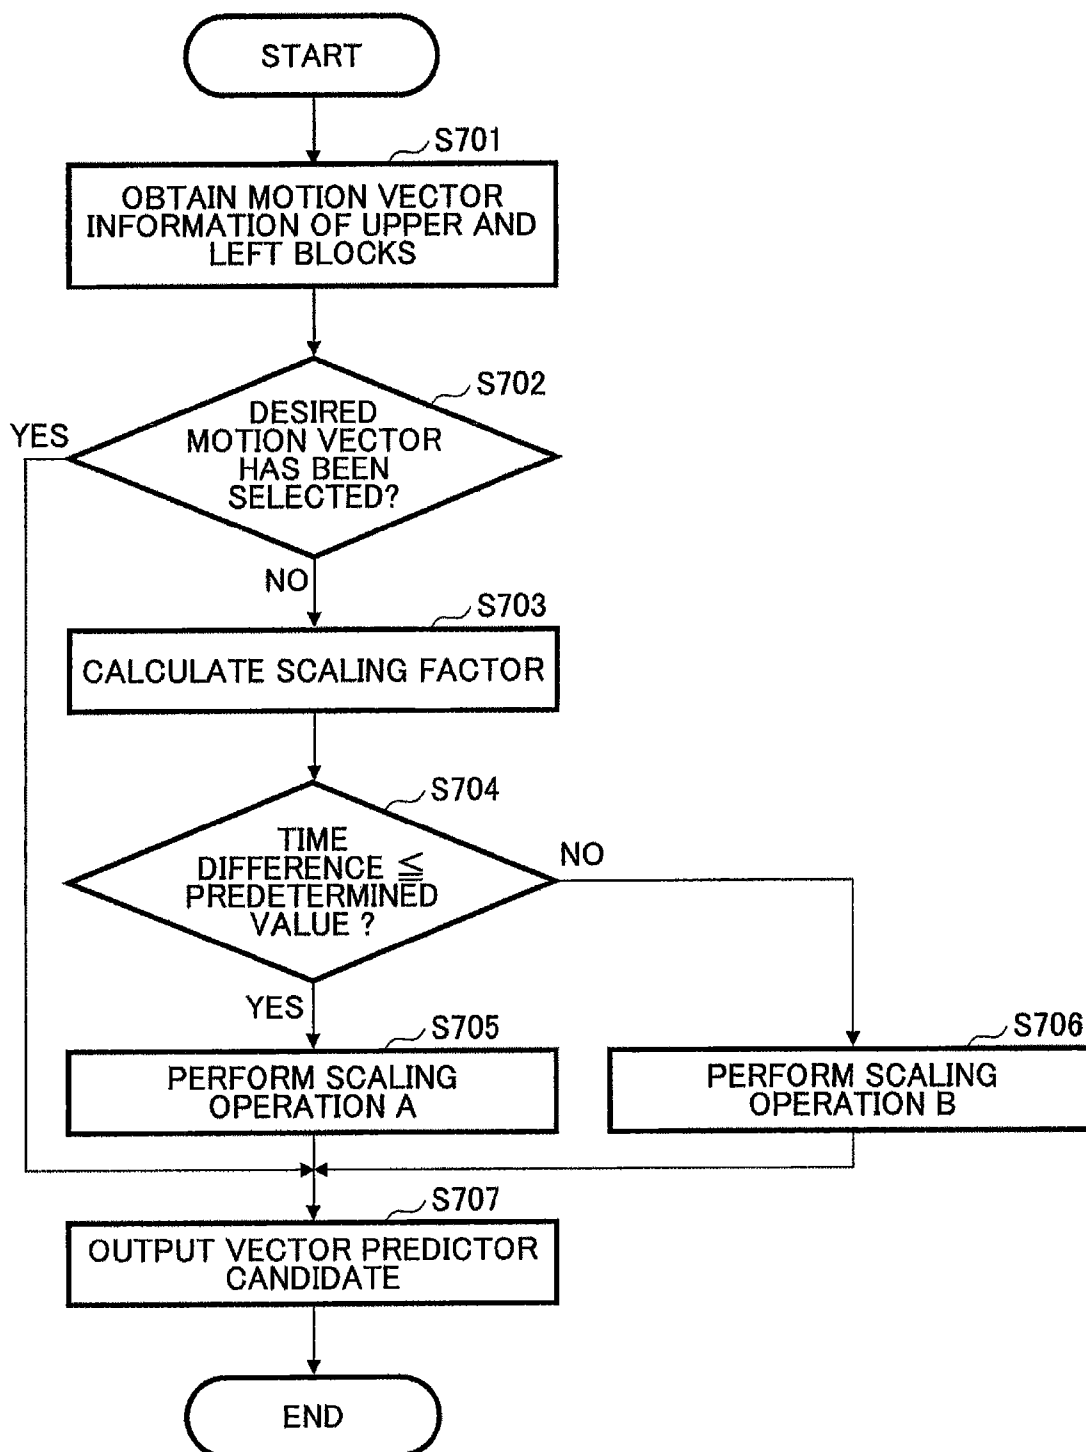 START
S701
OBTAIN MOTION VECTOR
INFORMATION OF UPPER AND
LEFT BLOCKS
S702
YES
DESIRED
MOTION VECTOR
HAS BEEN
SELECTED?
NO
S703
CALCULATE SCALING FACTOR
S704
TIME
DIFFERENCE ≦
PREDETERMINED
VALUE ?
NO
YES
S705
PERFORM SCALING
OPERATION A
S706
PERFORM SCALING
OPERATION B
S707
OUTPUT VECTOR PREDICTOR
CANDIDATE
END